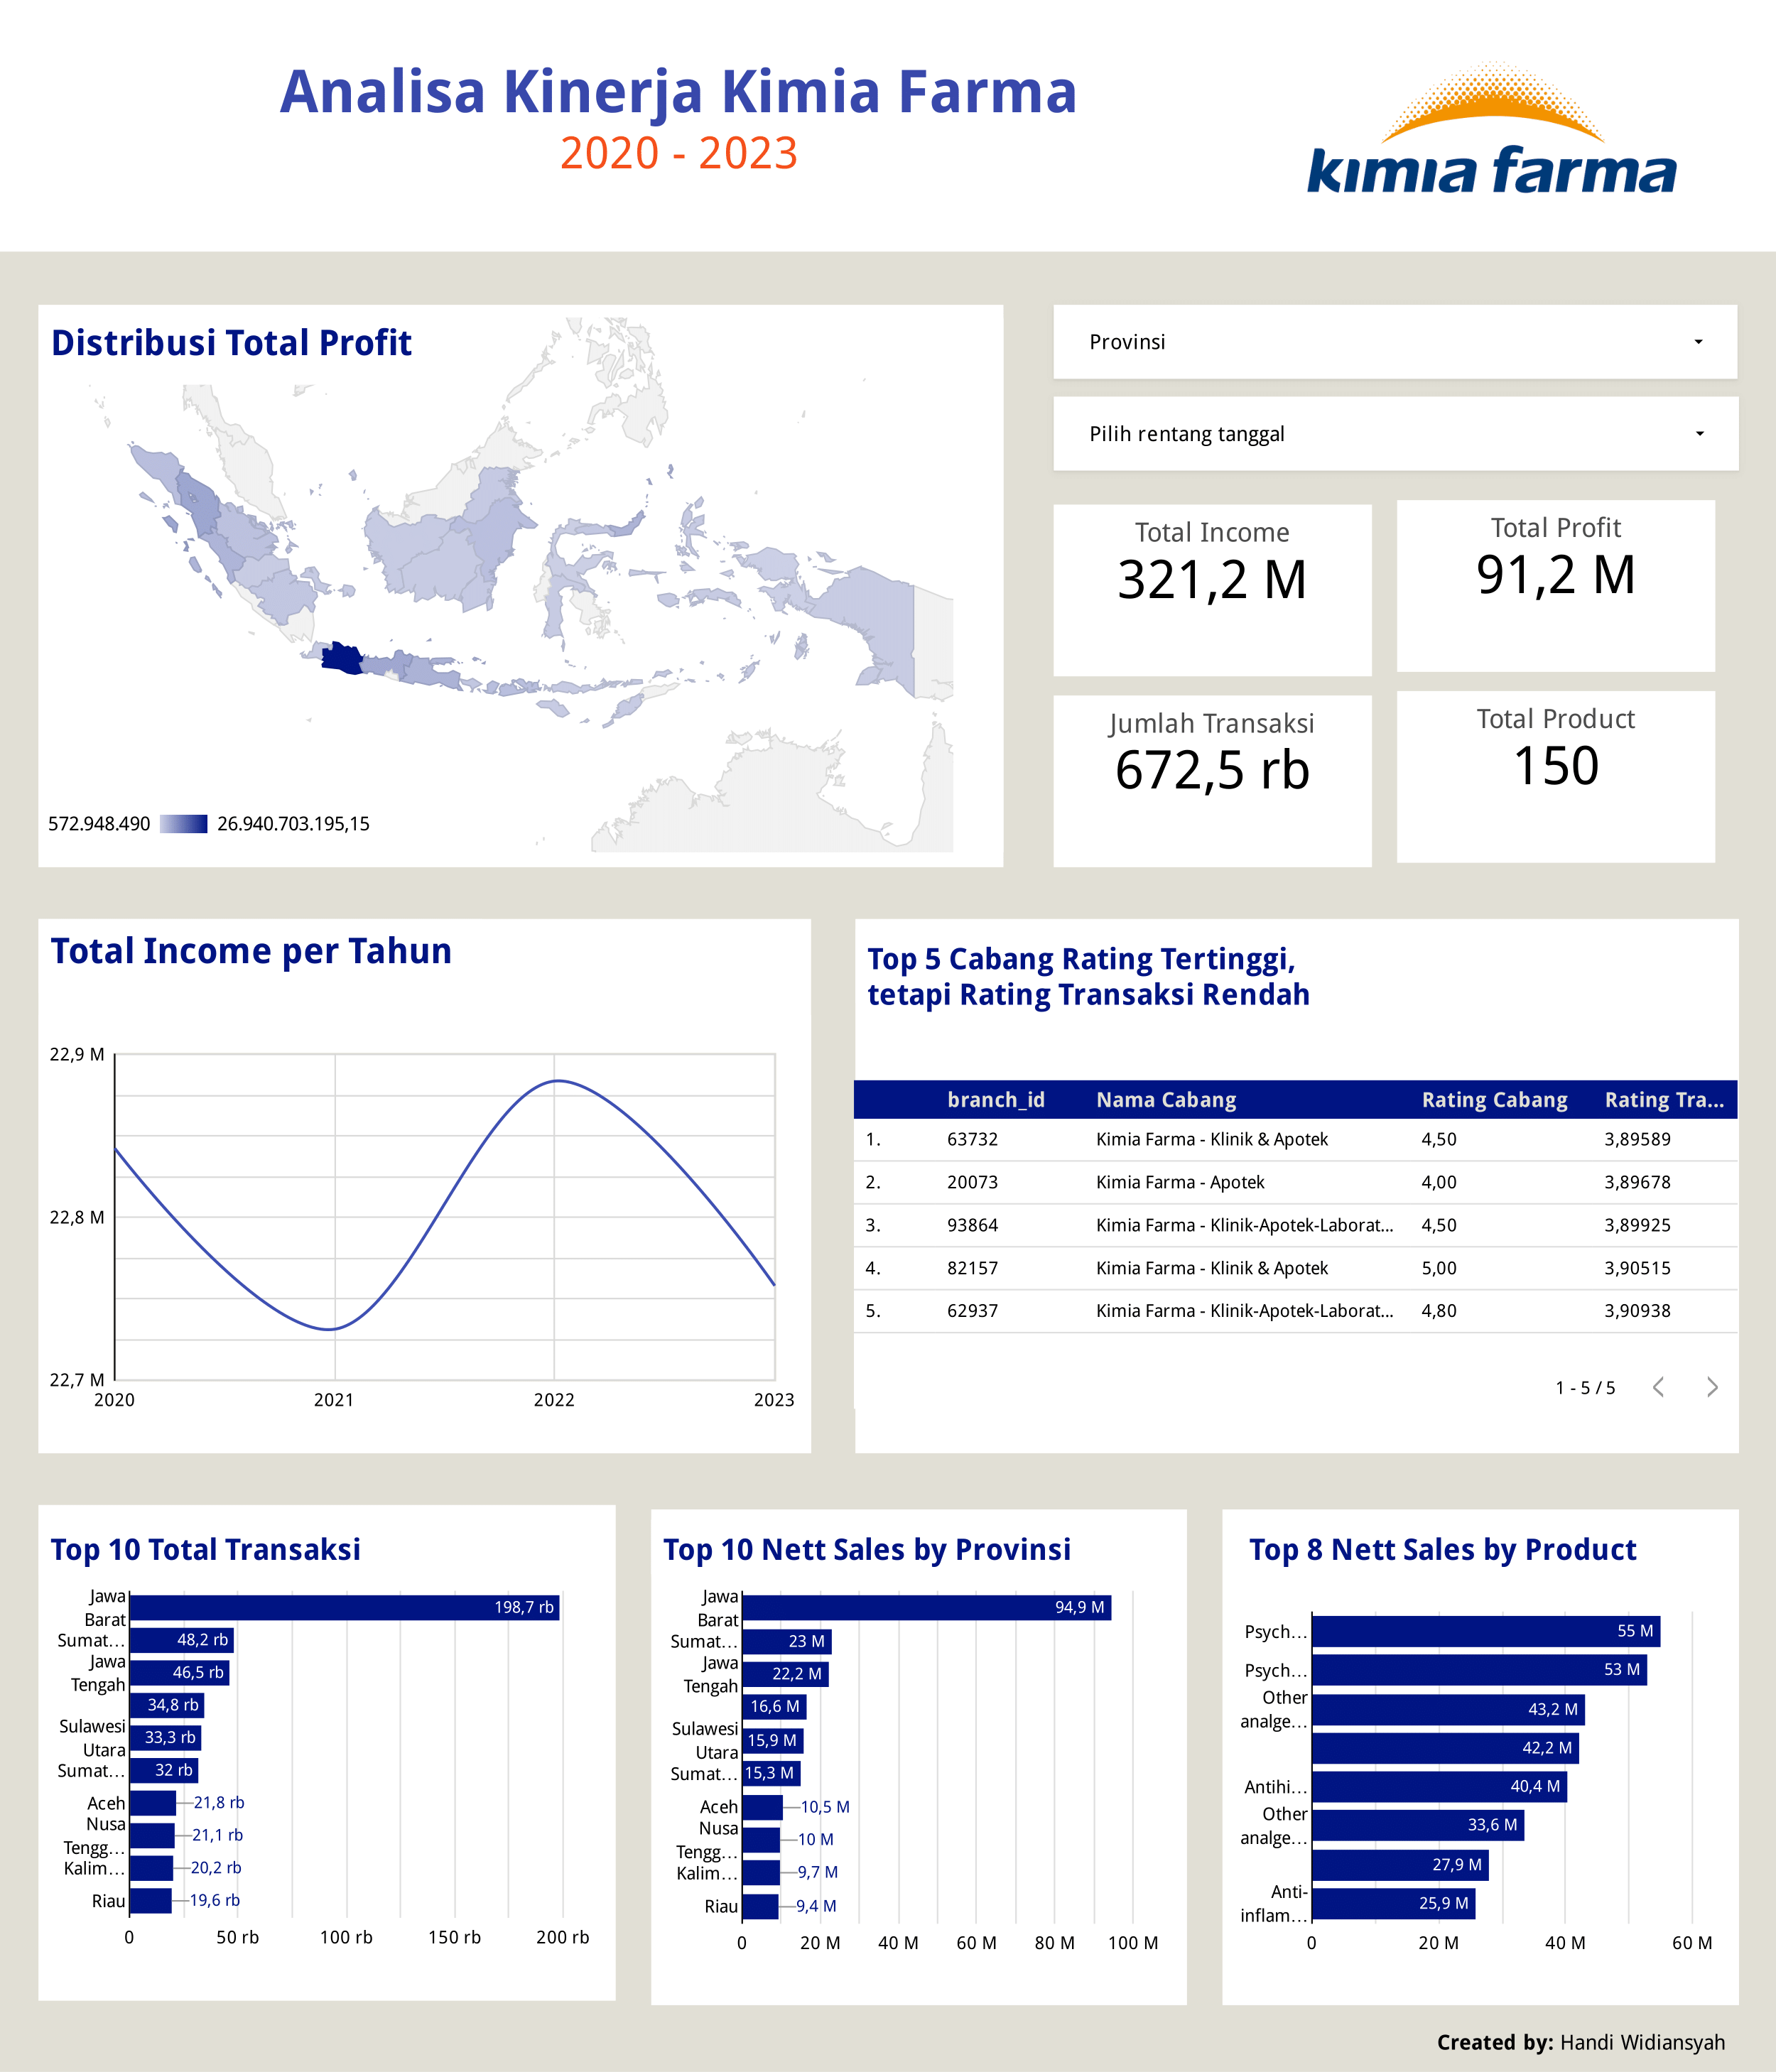 Analisa Kinerja Kimia Farma
2020 - 2023
kimia farma
Distribusi Total Profit
572.948.490
26.940.703.195,15
Provinsi
Pilih rentang tanggal
Total Income
321,2 M
Total Profit
91,2 M
Jumlah Transaksi
672,5 rb
Total Product
150
Total Income per Tahun
22,9 M
22,8 M
22,7 M
2020 2021 2022 2023
Top 5 Cabang Rating Tertinggi,
tetapi Rating Transaksi Rendah
branch_id Nama Cabang Rating Cabang Rating Tra...
1. 63732 Kimia Farma - Klinik & Apotek 4,50 3,89589
2. 20073 Kimia Farma - Apotek 4,00 3,89678
3. 93864 Kimia Farma - Klinik-Apotek-Laborat... 4,50 3,89925
4. 82157 Kimia Farma - Klinik & Apotek 5,00 3,90515
5. 62937 Kimia Farma - Klinik-Apotek-Laborat... 4,80 3,90938
1 - 5 / 5
Top 10 Total Transaksi
Jawa
Barat
198,7 rb
Sumat...
48,2 rb
Jawa
Tengah
46,5 rb
34,8 rb
Sulawesi
Utara
33,3 rb
Sumat...
32 rb
Aceh
21,8 rb
Nusa
Tengg...
21,1 rb
Kalim...
20,2 rb
Riau
19,6 rb
0 50 rb 100 rb 150 rb 200 rb
Top 10 Nett Sales by Provinsi
Jawa
Barat
94,9 M
Sumat...
23 M
Jawa
Tengah
22,2 M
16,6 M
Sulawesi
Utara
15,9 M
Sumat...
15,3 M
Aceh
10,5 M
Nusa
Tengg...
10 M
Kalim...
9,7 M
Riau
9,4 M
0 20 M 40 M 60 M 80 M 100 M
Top 8 Nett Sales by Product
Psych...
55 M
Psych...
53 M
Other
analge...
43,2 M
42,2 M
Antihi...
40,4 M
Other
analge...
33,6 M
27,9 M
Anti-
inflam...
25,9 M
0 20 M 40 M 60 M
Created by: Handi Widiansyah